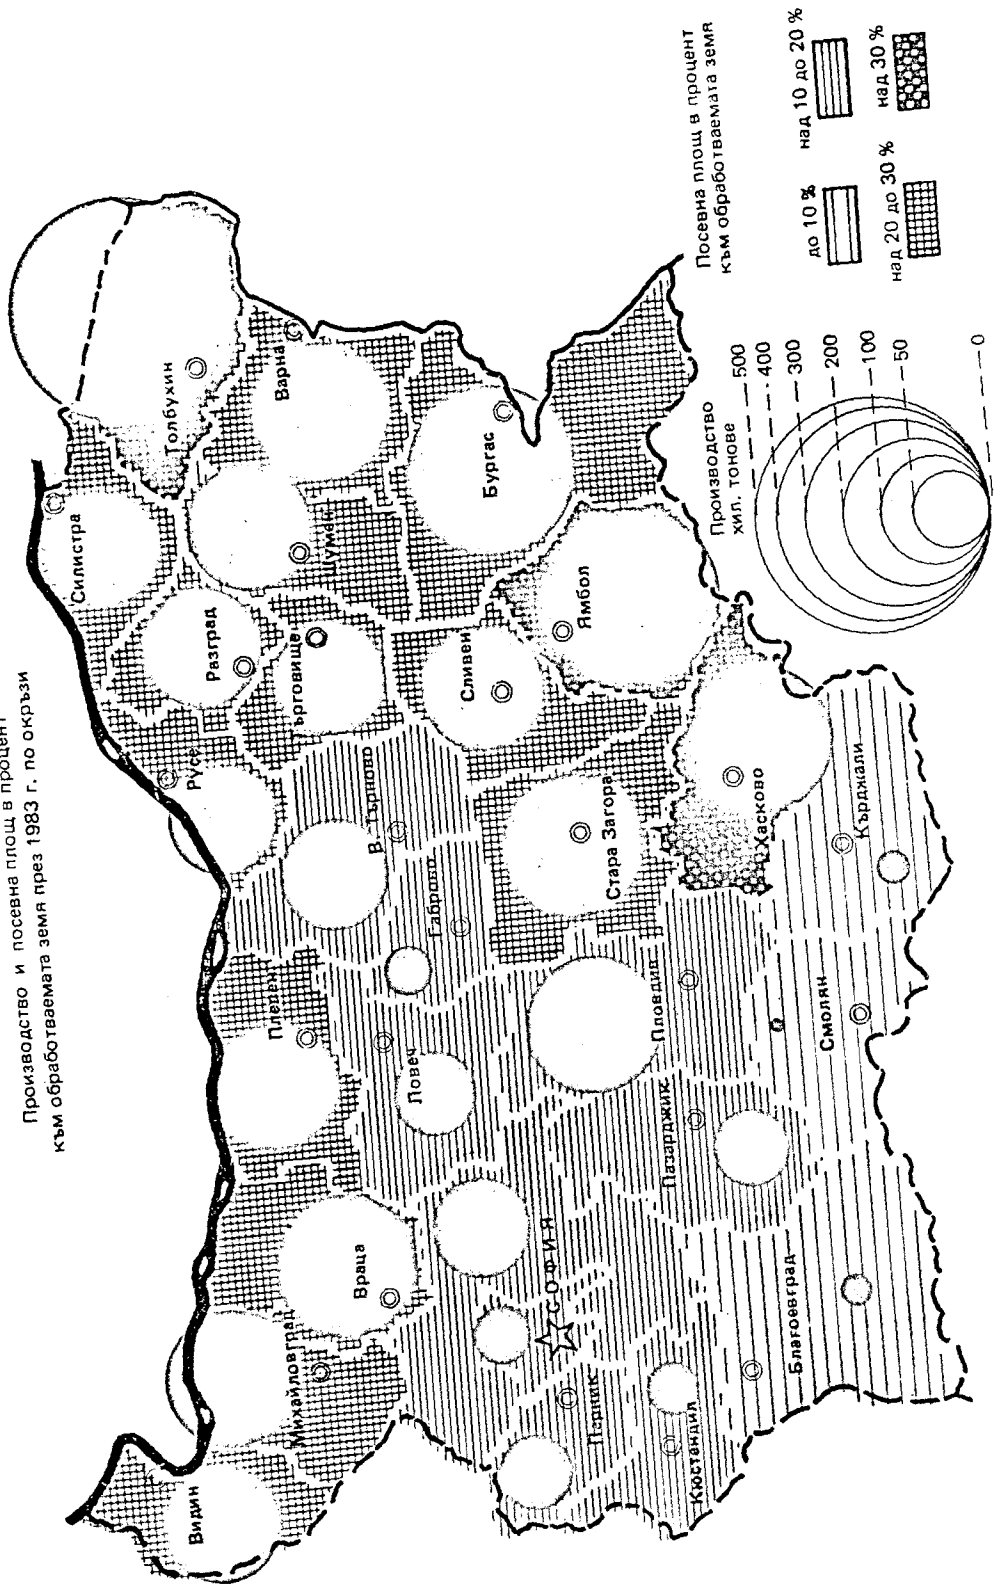 Производство и посевна площ в процент
към обработваемата земя през 1983 г. по окръзи
Видин
Михайловград
Враца
Плевен
Ловеч
Габрово
В. Търново
Русе
Разград
Силистра
Толбухин
Варна
Шумен
ърговищен
Сливен
Бургас
Ямбол
Стара Загора
Хасково
Кърджали
Пловдив
Смолян
Пазарджик
СОФИЯ
Перник
Кюстендил
Благоевград
Производство
хил. тонове
500
400
300
200
100
50
0
Посевна площ в процент
към обработваемата земя
до 10 %
над 10 до 20 %
над 20 до 30 %
над 30 %